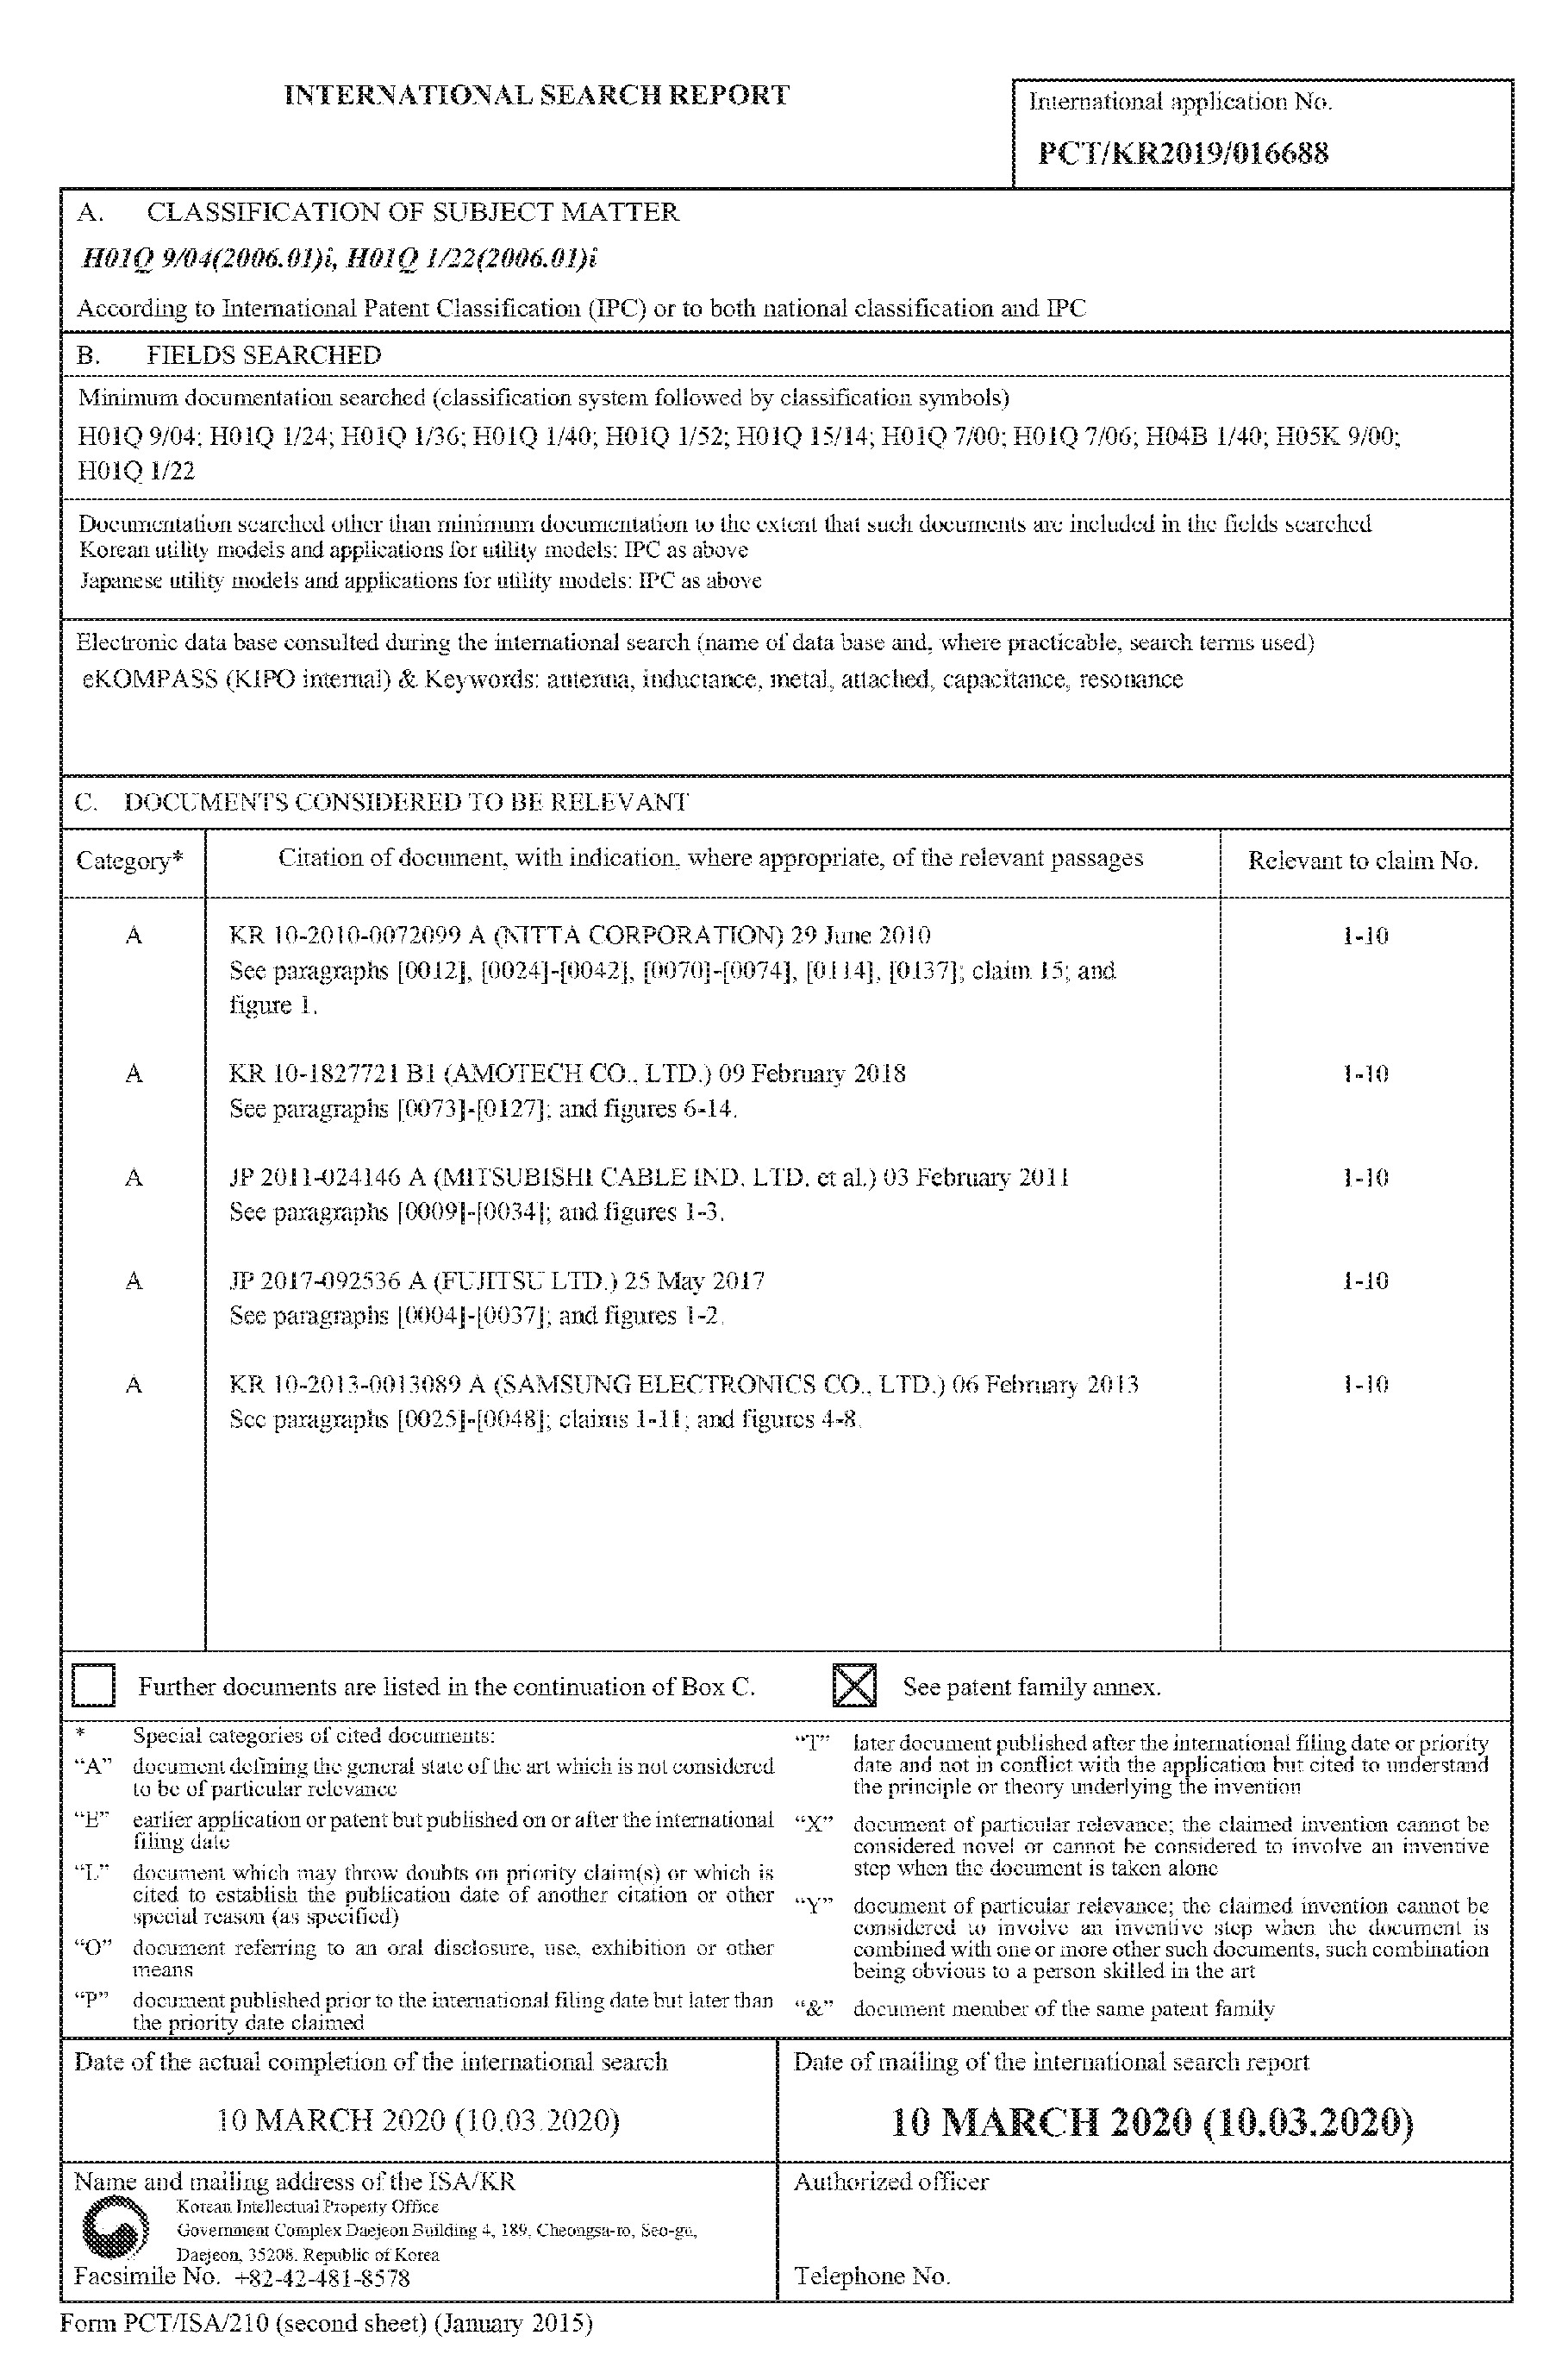 INTERNATIONAL SEARCH REPORT
International application No.
PCT/KR2019/016688
A. CLASSIFICATION OF SUBJECT MATTER
H01Q 9/04(2006.01)i, H01Q 1/22(2006.01)i
According to International Patent Classification (IPC) or to both national classification and IPC
B. FIELDS SEARCHED
Minimum documentation searched (classification system followed by classification symbols)
H01Q 9/04; H01Q 1/24; H01Q 1/36; H01Q 1/40; H01Q 1/52; H01Q 15/14; H01Q 7/00; H01Q 7/06; H04B 1/40; H05K 9/00;
H01Q 1/22
Documentation searched other than minimum documentation to the extent that such documents are included in the fields searched
Korean utility models and applications for utility models: IPC as above
Japanese utility models and applications for utility models: IPC as above
Electronic data base consulted during the international search (name of data base and, where practicable, search terms used)
eKOMPASS (KIPO internal) & Keywords: antenna, inductance, metal, attached, capacitance, resonance
C. DOCUMENTS CONSIDERED TO BE RELEVANT
Category* Citation of document, with indication, where appropriate, of the relevant passages Relevant to claim No.
A KR 10-2010-0072099 A (NITTA CORPORATION) 29 June 2010 1-10
See paragraphs [0012], [0024]-[0042], [0070]-[0074], [0114], [0137]; claim 15; and
figure 1.
A KR 10-1827721 B1 (AMOTECH CO., LTD.) 09 February 2018 1-10
See paragraphs [0073]-[0127]; and figures 6-14.
A JP 2011-024146 A (MITSUBISHI CABLE IND. LTD. et al.) 03 February 2011 1-10
See paragraphs [0009]-[0034]; and figures 1-3.
A JP 2017-092536 A (FUJITSU LTD.) 25 May 2017 1-10
See paragraphs [0004]-[0037]; and figures 1-2.
A KR 10-2013-0013089 A (SAMSUNG ELECTRONICS CO., LTD.) 06 February 2013 1-10
See paragraphs [0025]-[0048]; claims 1-11; and figures 4-8.
Further documents are listed in the continuation of Box C.
See patent family annex.
* Special categories of cited documents:
"A" document defining the general state of the art which is not considered
to be of particular relevance
"E" earlier application or patent but published on or after the international
filing date
"L" document which may throw doubts on priority claim(s) or which is
cited to establish the publication date of another citation or other
special reason (as specified)
"O" document referring to an oral disclosure, use, exhibition or other
means
"P" document published prior to the international filing date but later than
the priority date claimed
"T" later document published after the international filing date or priority
date and not in conflict with the application but cited to understand
the principle or theory underlying the invention
"X" document of particular relevance; the claimed invention cannot be
considered novel or cannot be considered to involve an inventive
step when the document is taken alone
"Y" document of particular relevance; the claimed invention cannot be
considered to involve an inventive step when the document is
combined with one or more other such documents, such combination
being obvious to a person skilled in the art
"&" document member of the same patent family
Date of the actual completion of the international search
10 MARCH 2020 (10.03.2020)
Date of mailing of the international search report
10 MARCH 2020 (10.03.2020)
Name and mailing address of the ISA/KR
Korean Intellectual Property Office
Government Complex Daejeon Building 4, 189, Cheongsa-ro, Seo-gu,
Daejeon, 35208, Republic of Korea
Facsimile No. +82-42-481-8578
Authorized officer
Telephone No.
Form PCT/ISA/210 (second sheet) (January 2015)